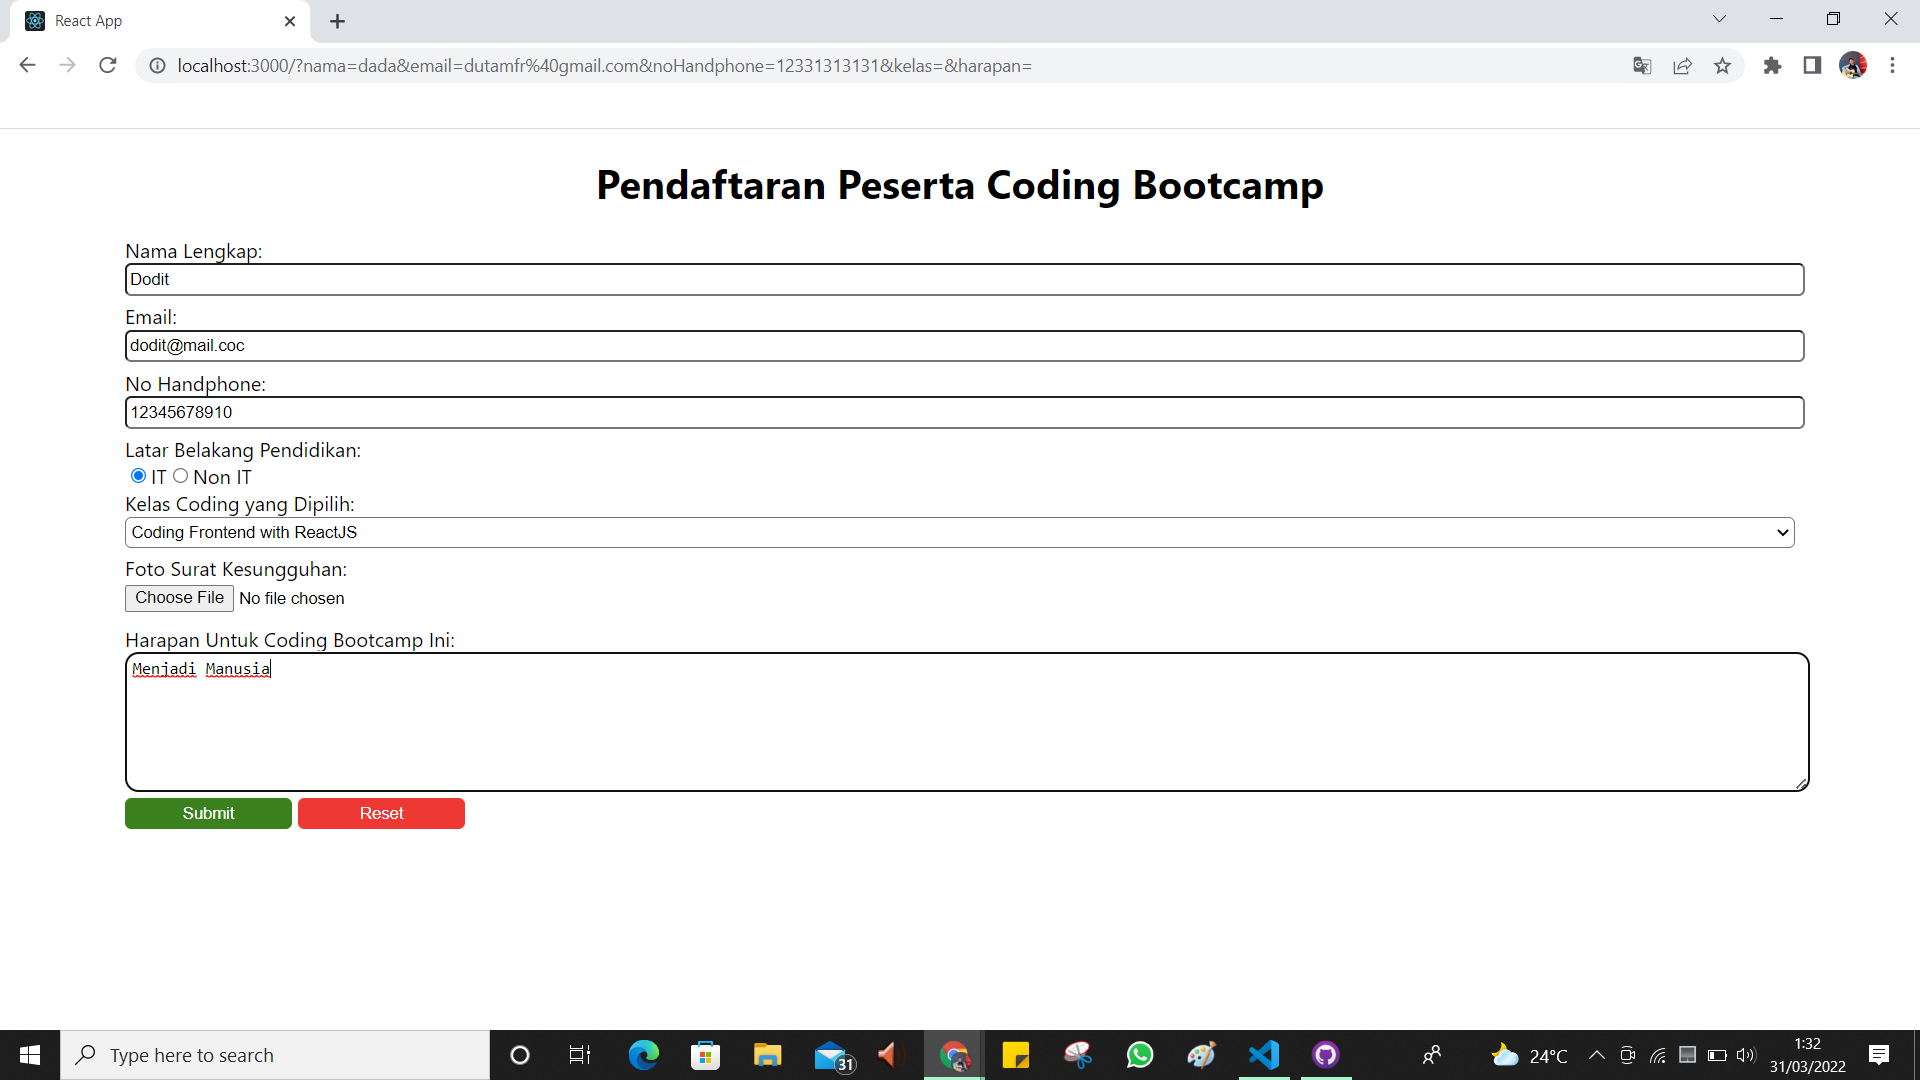 React App
localhost:3000/?nama=dada&email=dutamfr%40gmail.com&noHandphone=12331313131&kelas=&harapan=
Pendaftaran Peserta Coding Bootcamp
Nama Lengkap:
Dodit
Email:
dodit@mail.coc
No Handphone:
12345678910
Latar Belakang Pendidikan:
IT Non IT
Kelas Coding yang Dipilih:
Coding Frontend with ReactJS
Foto Surat Kesungguhan:
Choose File No file chosen
Harapan Untuk Coding Bootcamp Ini:
Menjadi Manusia
Submit Reset
Type here to search
31
24°C
1:32
31/03/2022